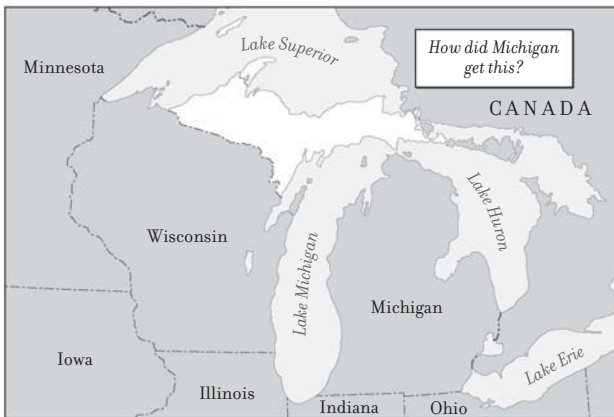 Lake Superior
How did Michigan
get this?
Minnesota
CANADA
Wisconsin
Lake Michigan
Lake Huron
Michigan
Iowa
Lake Erie
Illinois
Indiana
Ohio